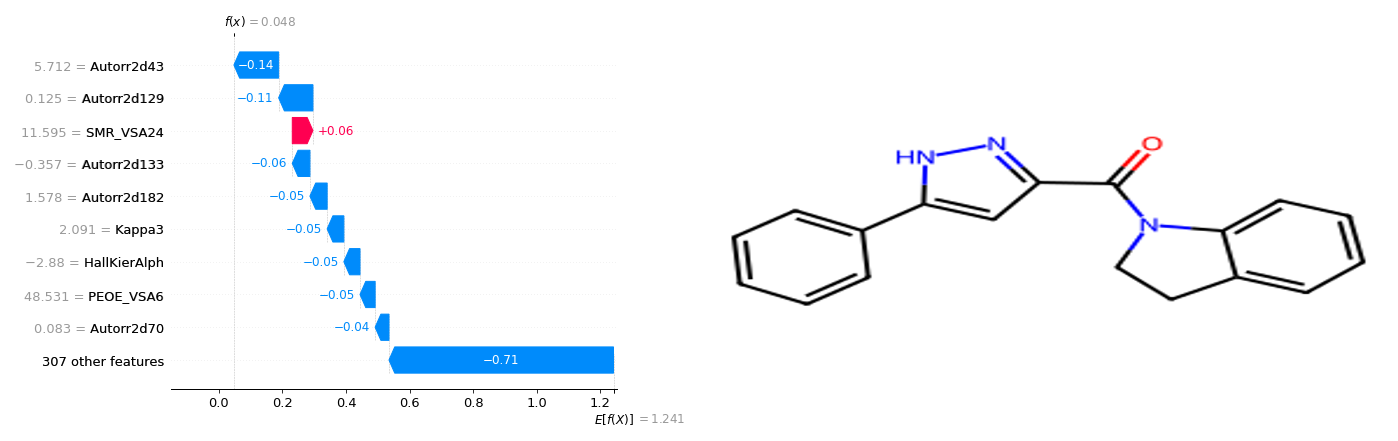 f(x) = 0.048
5.712 = Autorr2d43
−0.14
0.125 = Autorr2d129
−0.11
11.595 = SMR_VSA24
+0.06
−0.357 = Autorr2d133
−0.06
1.578 = Autorr2d182
−0.05
2.091 = Kappa3
−0.05
−2.88 = HallKierAlph
−0.05
48.531 = PEOE_VSA6
−0.05
0.083 = Autorr2d70
−0.04
307 other features
−0.71
0.0 0.2 0.4 0.6 0.8 1.0 1.2
E[f(X)] = 1.241
O
N
HN
N